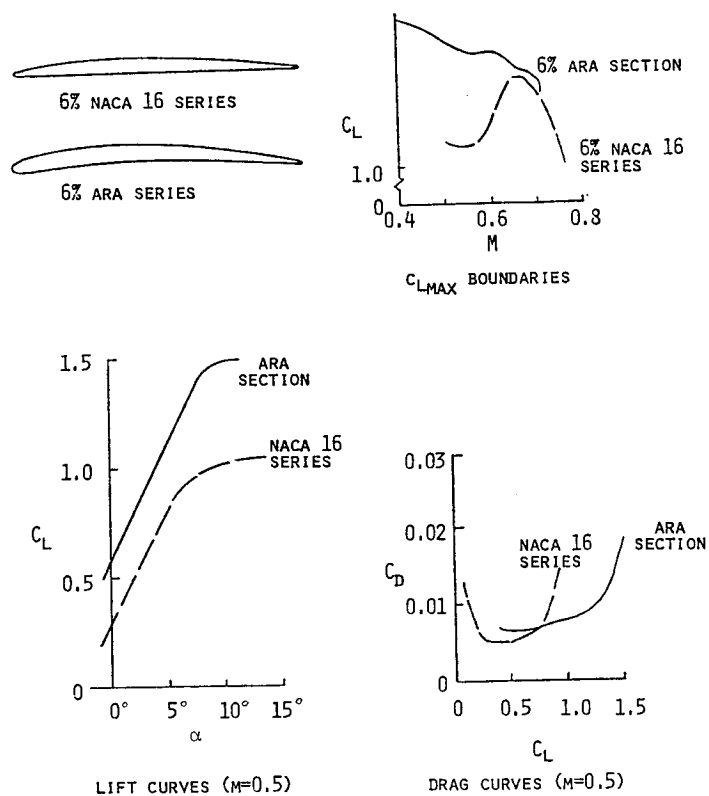 6% NACA 16 SERIES
6% ARA SERIES
C_L
1.0
0
0.4
0.6
0.8
M
6% ARA SECTION
6% NACA 16
SERIES
C_LMAX BOUNDARIES
1.5
1.0
C_L
0.5
0
0°
5°
10°
15°
α
ARA
SECTION
NACA 16
SERIES
LIFT CURVES (M=0.5)
0.03
0.02
C_D
0.01
0
0
0.5
1.0
1.5
C_L
NACA 16
SERIES
ARA
SECTION
DRAG CURVES (M=0.5)